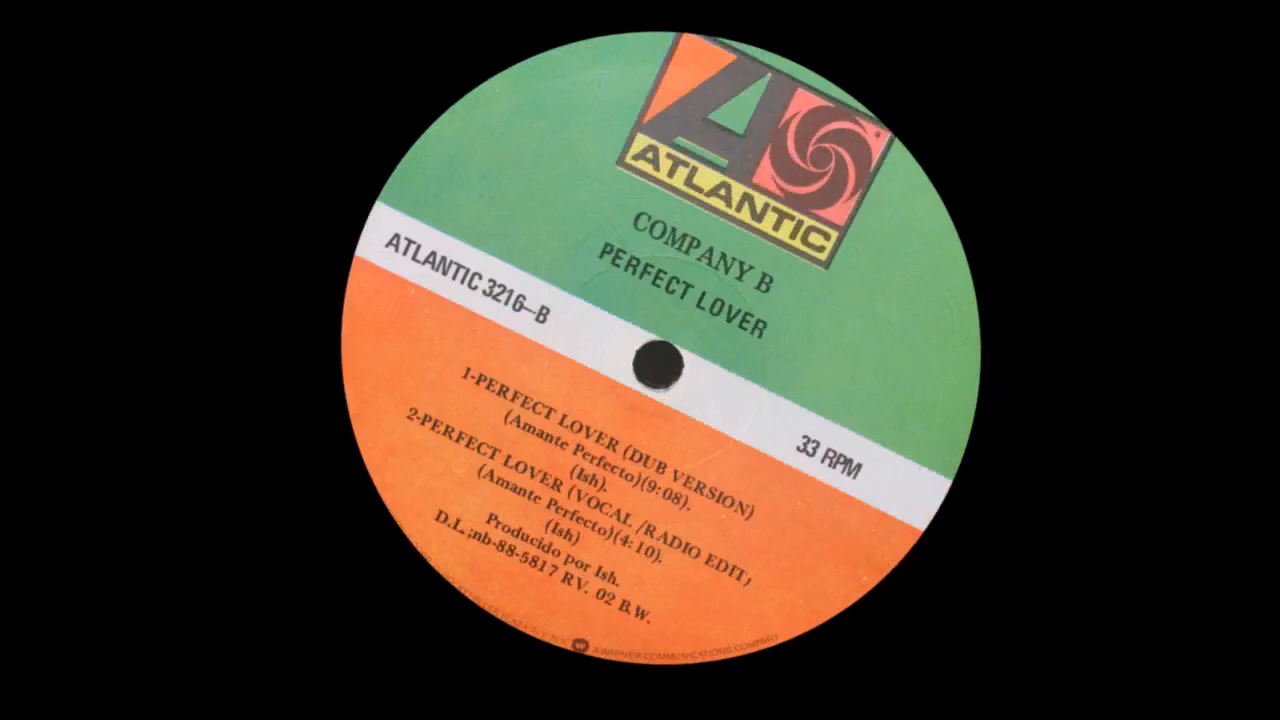 ATLANTIC
COMPANY B
PERFECT LOVER
ATLANTIC 3216–B
33 RPM
1-PERFECT LOVER (DUB VERSION)
(Amante Perfecto)(9:08).
(Ish).
2-PERFECT LOVER (VOCAL /RADIO EDIT)
(Amante Perfecto)(4:10).
(Ish)
Producido por Ish.
D.L.;nb-88-5817 RV. 02 B.W.
A WARNER COMMUNICATIONS COMPANY